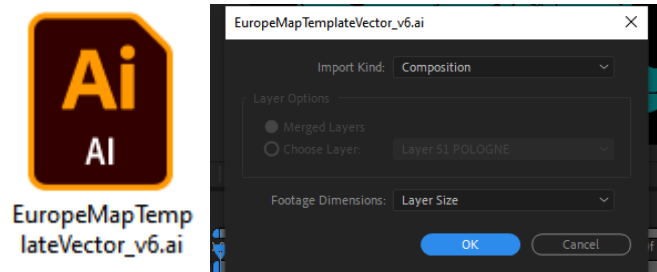 Ai
AI
EuropeMapTemp
lateVector_v6.ai
EuropeMapTemplateVector_v6.ai
Import Kind: Composition
Layer Options
Merged Layers
Choose Layer: Layer 51 POLOGNE
Footage Dimensions: Layer Size
OK Cancel